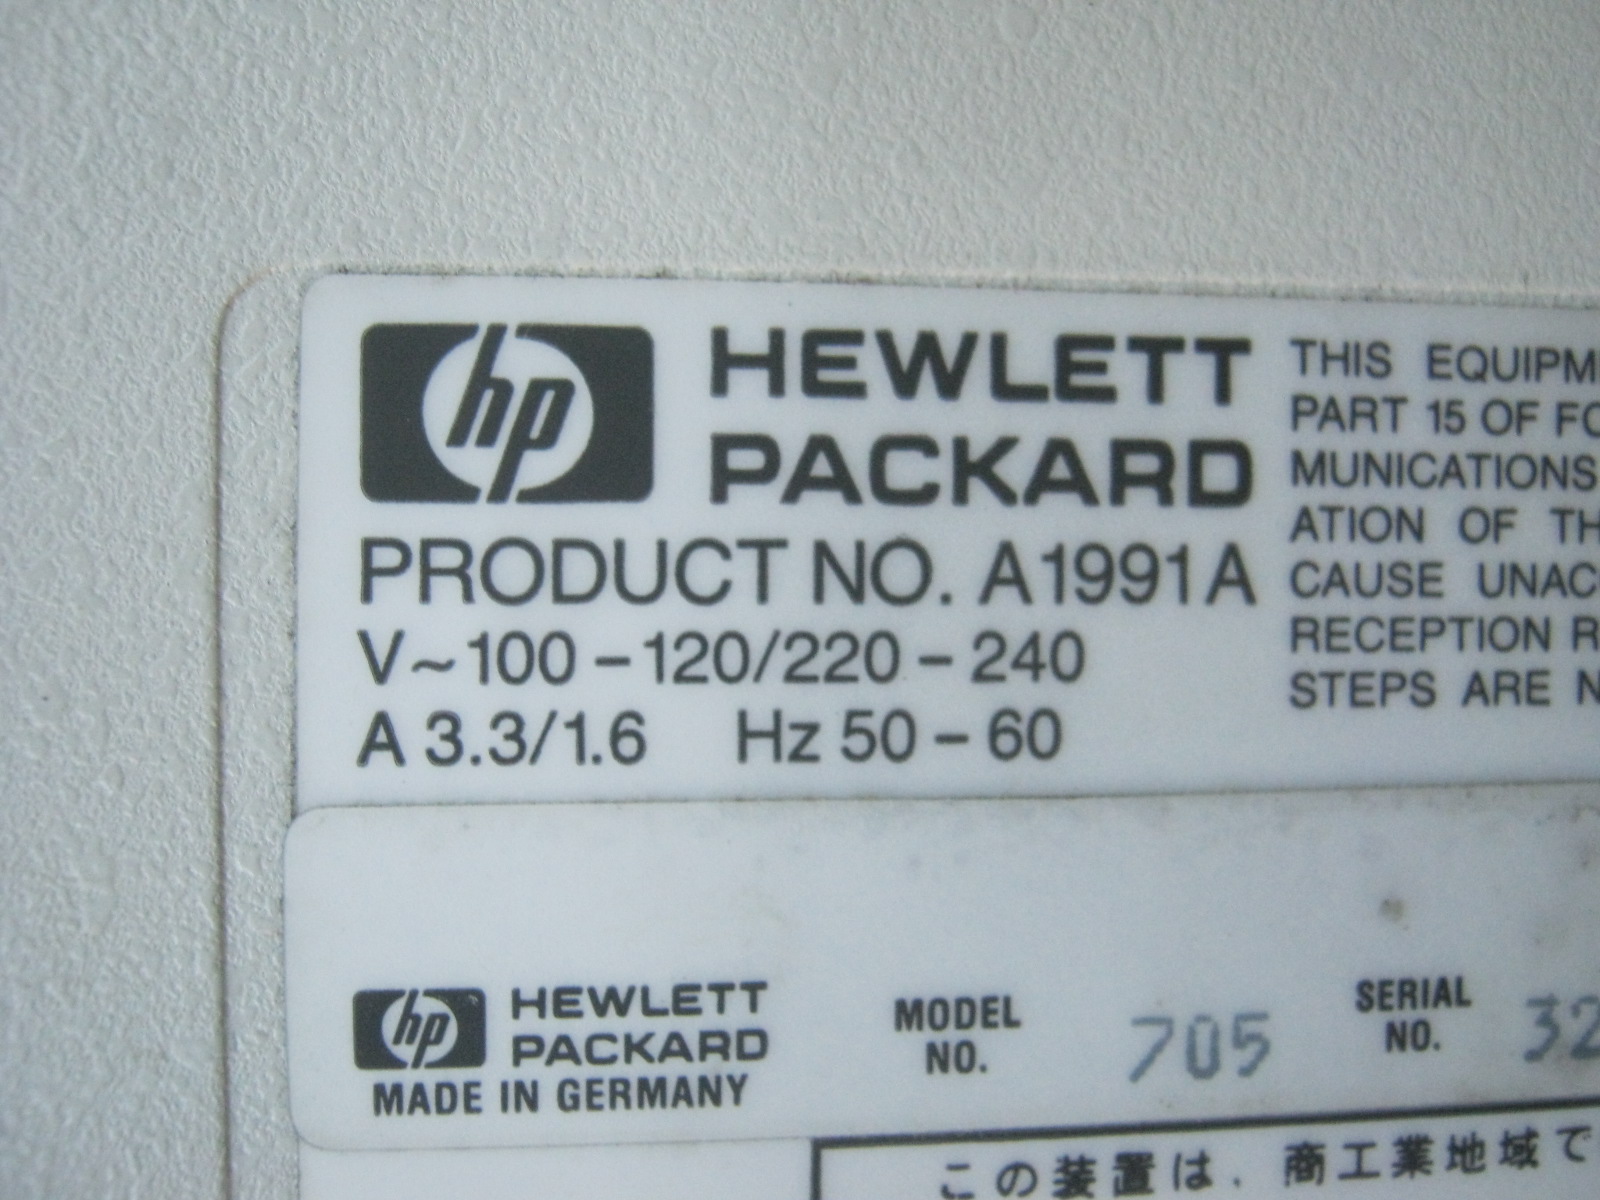 hp HEWLETT
PACKARD
PRODUCT NO. A1991A
V~100-120/220-240
A 3.3/1.6 Hz 50-60
THIS EQUIPM
PART 15 OF FC
MUNICATIONS
ATION OF TH
CAUSE UNAC
RECEPTION R
STEPS ARE N
hp HEWLETT
PACKARD
MADE IN GERMANY
MODEL
NO. 705
SERIAL
NO. 32
この装置は、商工業地域で